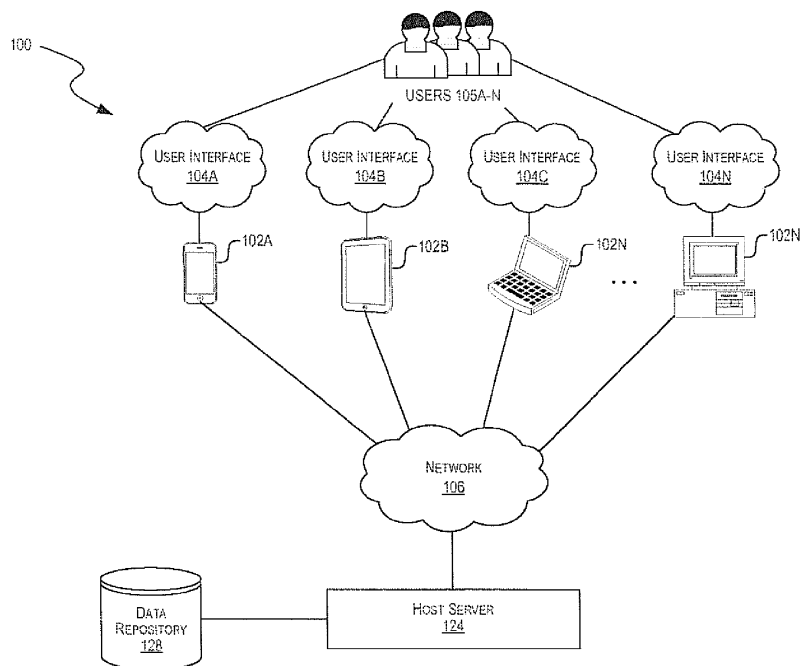 100
USERS 105A-N
USER INTERFACE
104A
USER INTERFACE
104B
USER INTERFACE
104C
USER INTERFACE
104N
102A
102B
102N
102N
...
NETWORK
106
DATA
REPOSITORY
128
HOST SERVER
124